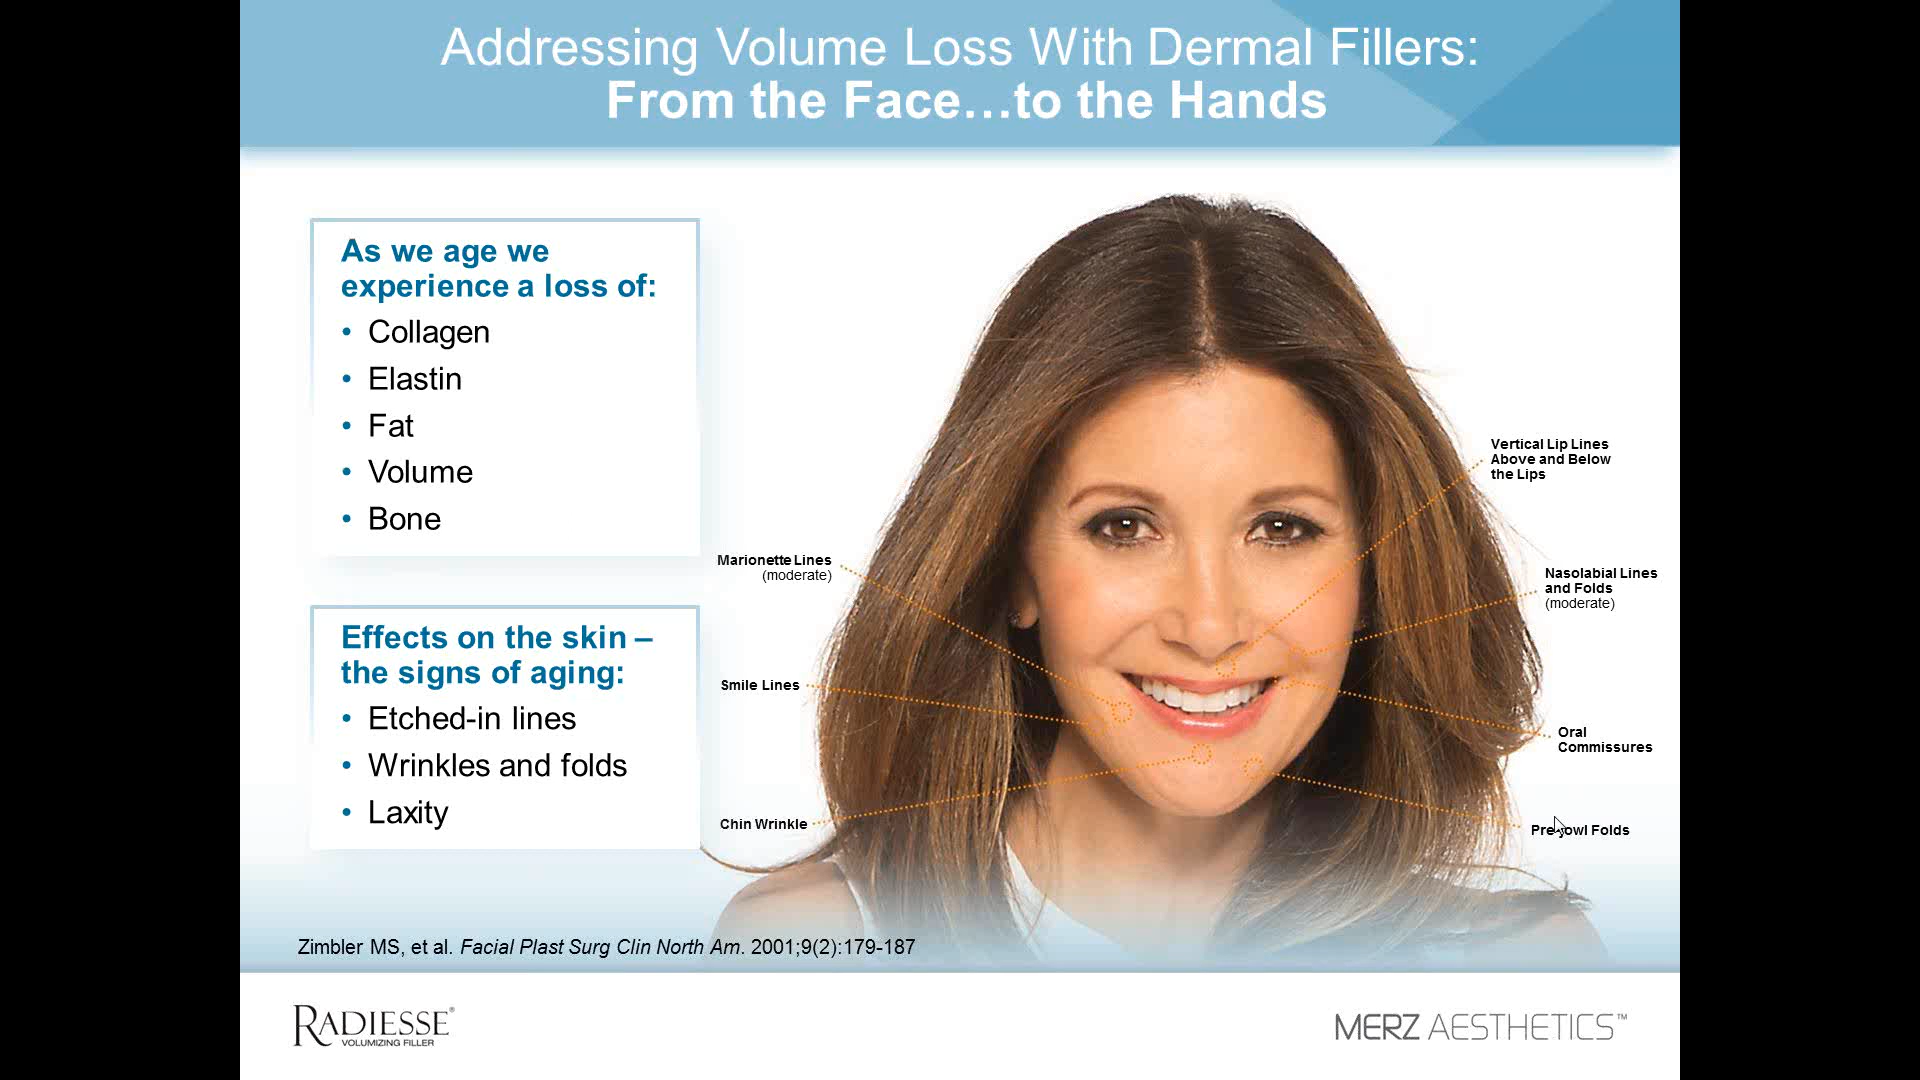 Addressing Volume Loss With Dermal Fillers:
From the Face…to the Hands
As we age we
experience a loss of:
• Collagen
• Elastin
• Fat
• Volume
• Bone
Effects on the skin –
the signs of aging:
• Etched-in lines
• Wrinkles and folds
• Laxity
Marionette Lines
(moderate)
Smile Lines
Chin Wrinkle
Vertical Lip Lines
Above and Below
the Lips
Nasolabial Lines
and Folds
(moderate)
Oral
Commissures
Pre-jowl Folds
Zimbler MS, et al. Facial Plast Surg Clin North Am. 2001;9(2):179-187
RADIESSE®
VOLUMIZING FILLER
MERZ AESTHETICS™